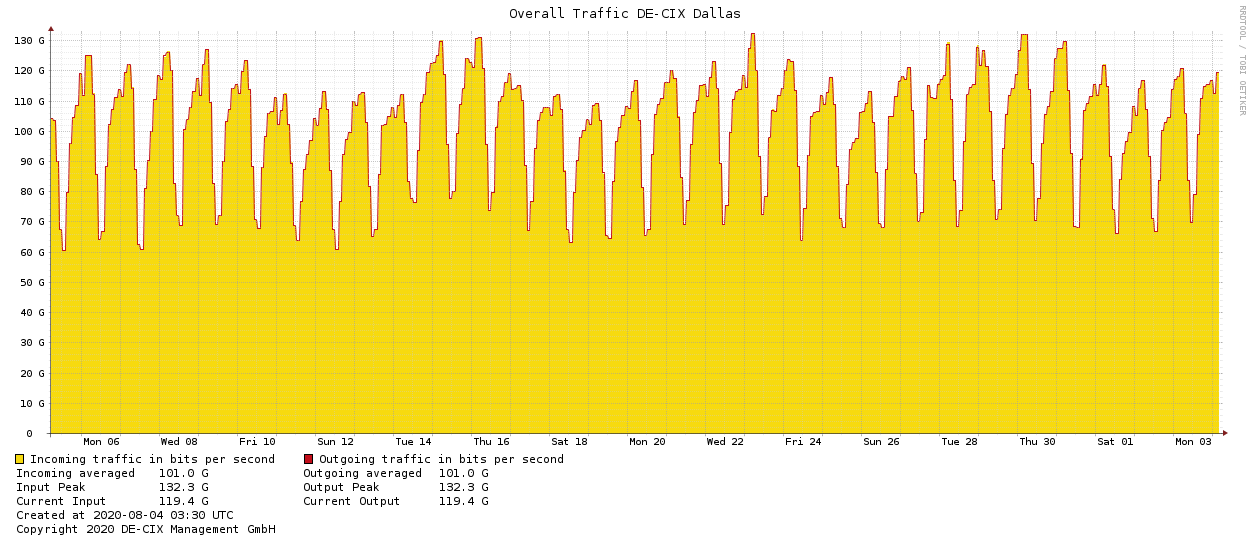 Overall Traffic DE-CIX Dallas
RRDTOOL / TOBI OETIKER
130 G
120 G
110 G
100 G
90 G
80 G
70 G
60 G
50 G
40 G
30 G
20 G
10 G
0
Mon 06 Wed 08 Fri 10 Sun 12 Tue 14 Thu 16 Sat 18 Mon 20 Wed 22 Fri 24 Sun 26 Tue 28 Thu 30 Sat 01 Mon 03
Incoming traffic in bits per second Outgoing traffic in bits per second
Incoming averaged 101.0 G Outgoing averaged 101.0 G
Input Peak 132.3 G Output Peak 132.3 G
Current Input 119.4 G Current Output 119.4 G
Created at 2020-08-04 03:30 UTC
Copyright 2020 DE-CIX Management GmbH